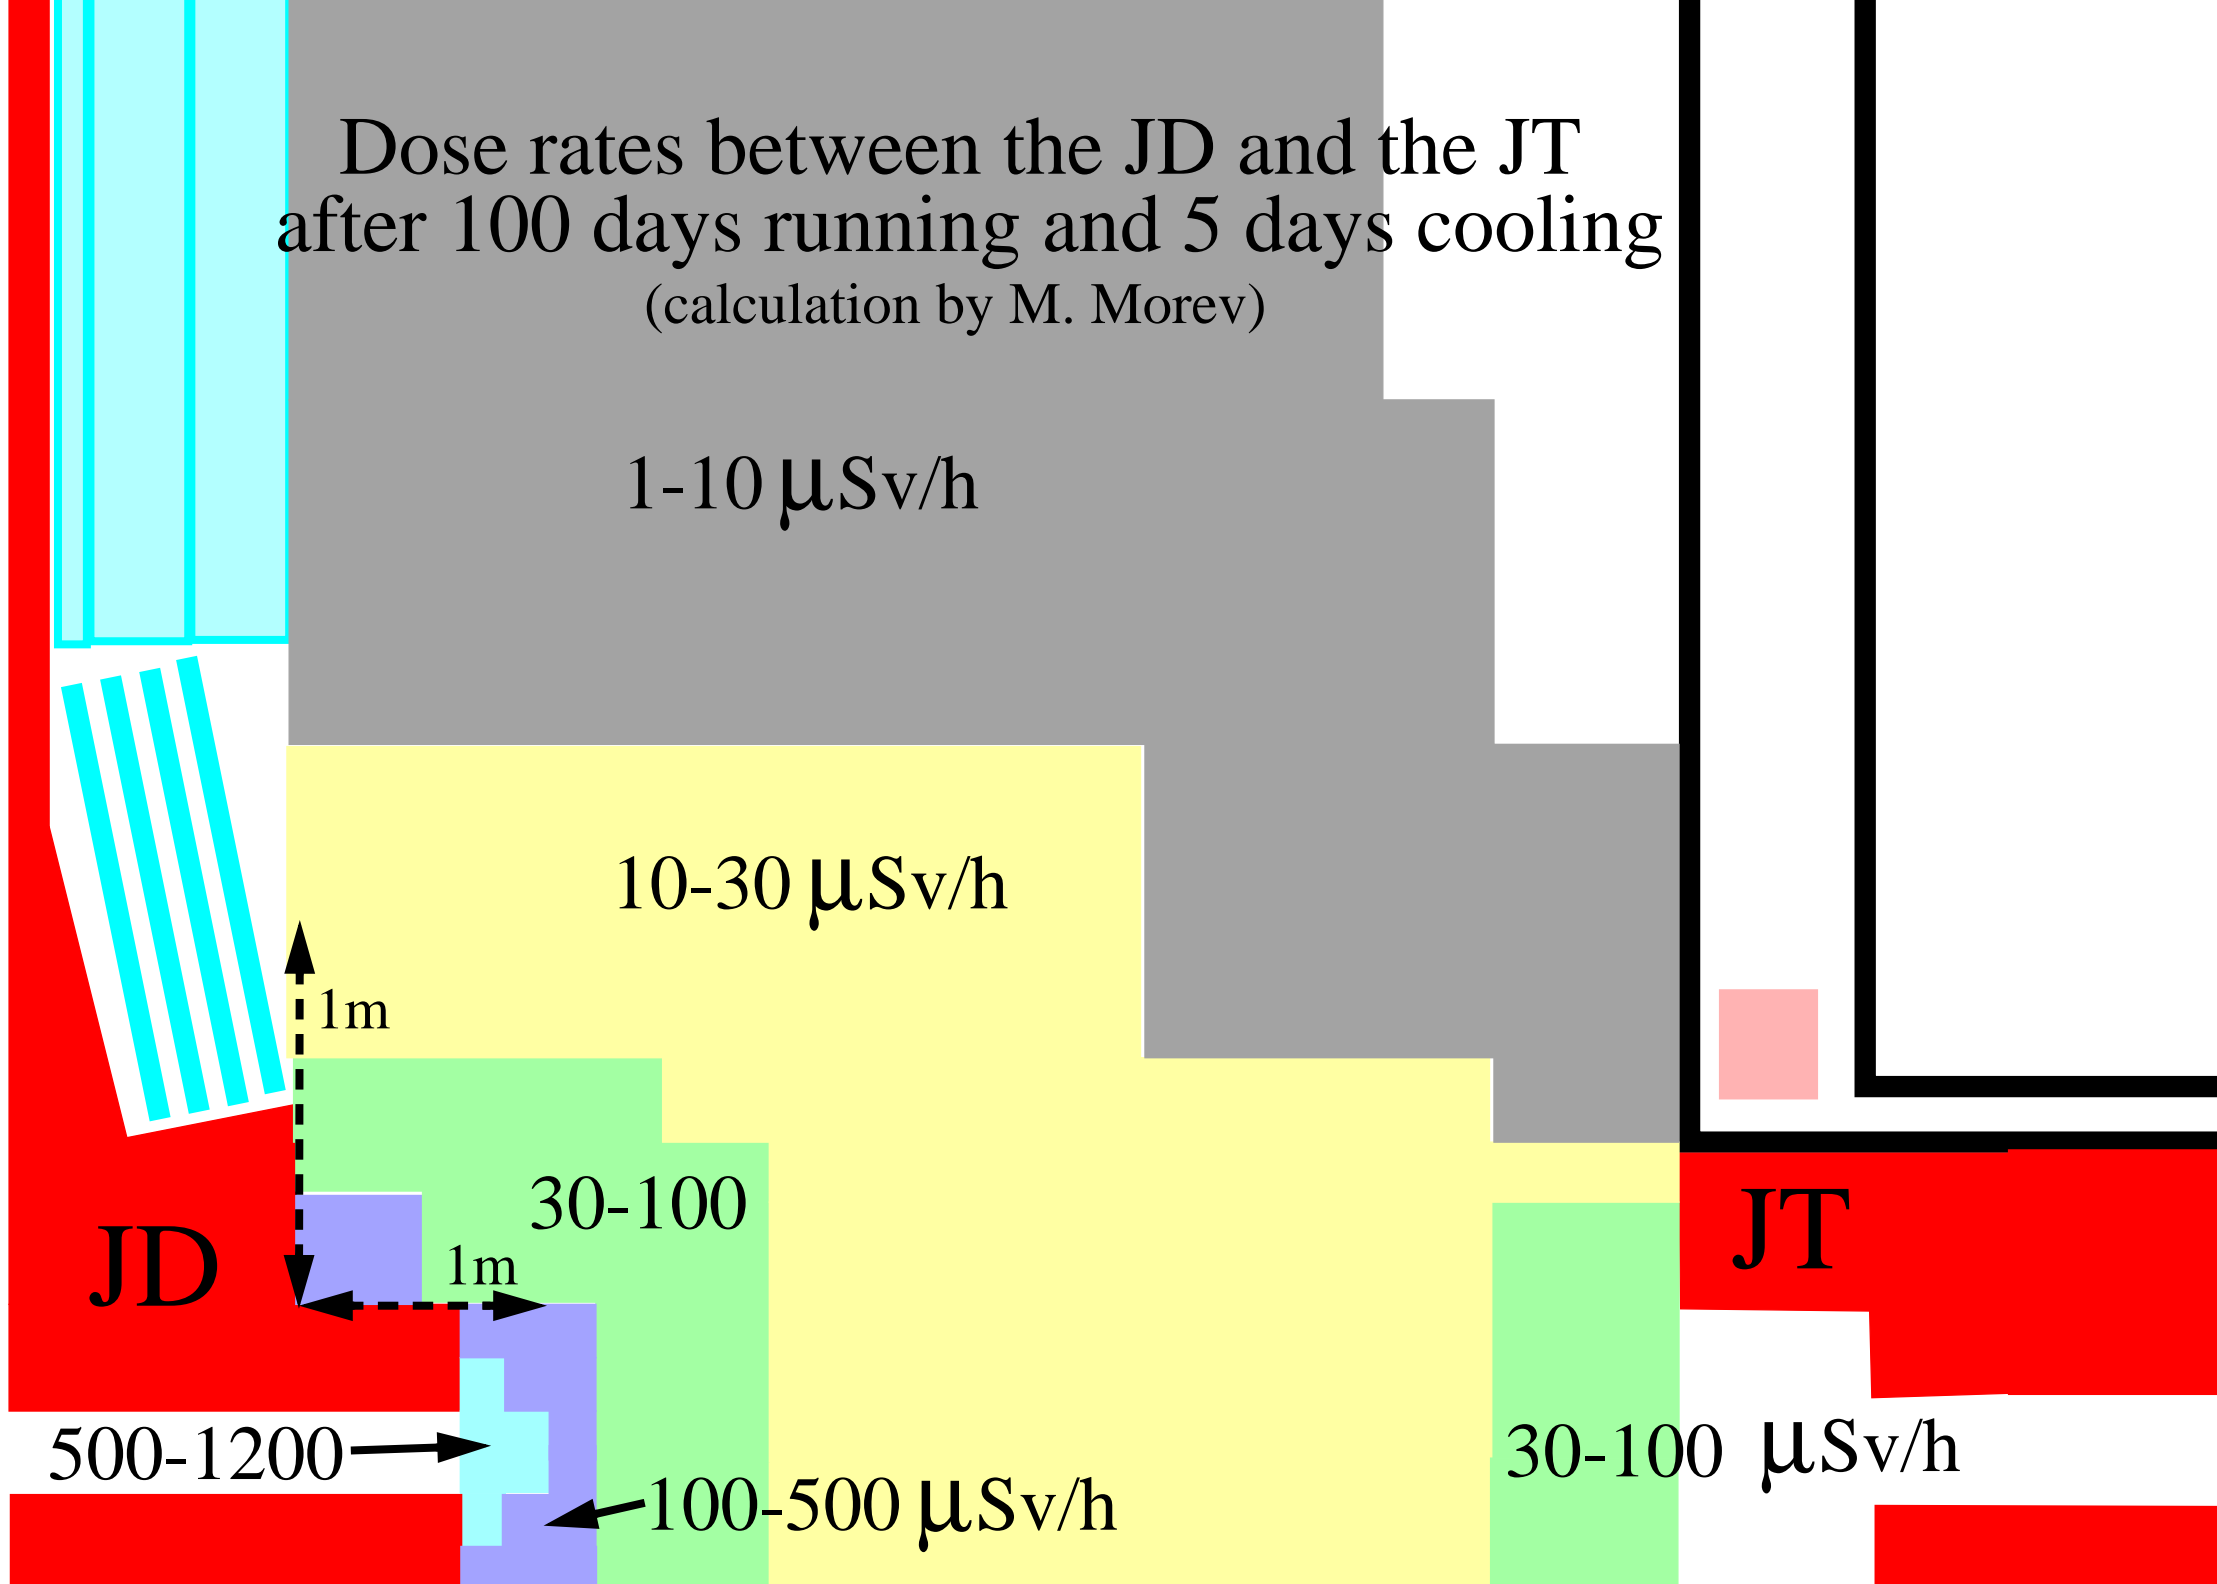 Dose rates between the JD and the JT
after 100 days running and 5 days cooling
(calculation by M. Morev)
1-10 μSv/h
10-30 μSv/h
1m
30-100
JT
JD
1m
500-1200
30-100 μSv/h
100-500 μSv/h